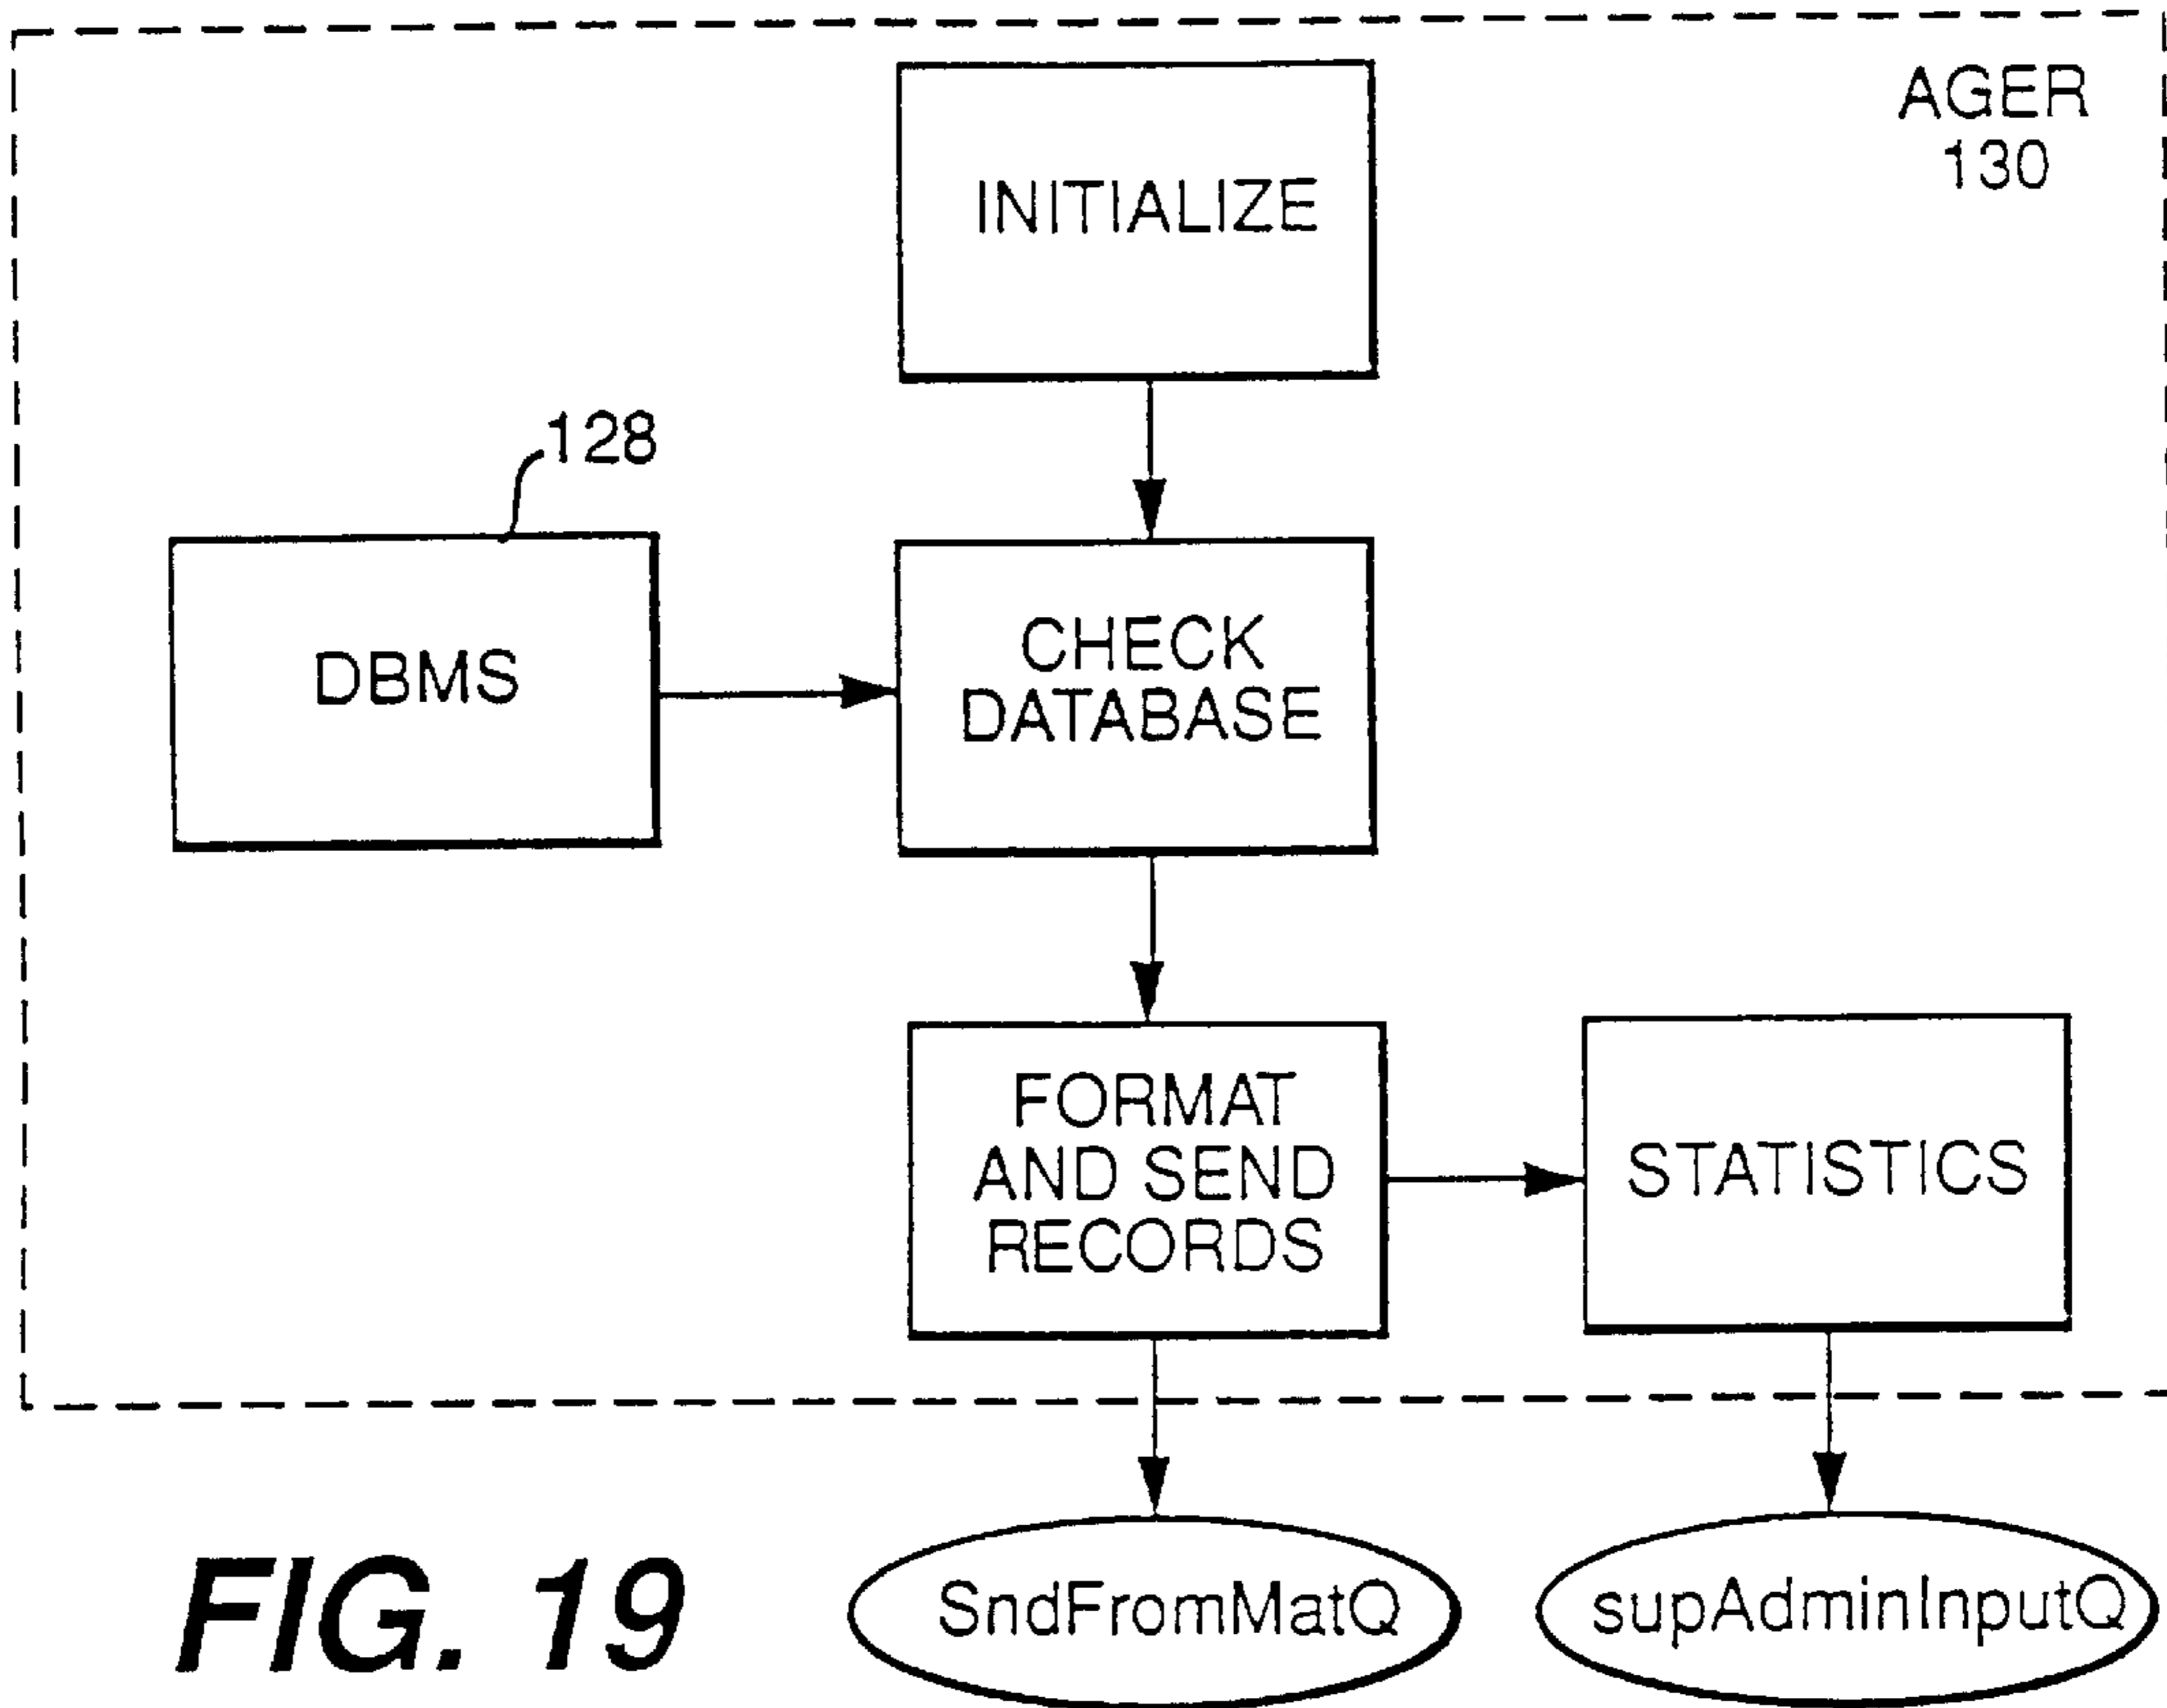 AGER
130
INITIALIZE
128
DBMS
CHECK
DATABASE
FORMAT
AND SEND
RECORDS
STATISTICS
SndFromMatQ
supAdminInputQ
FIG. 19